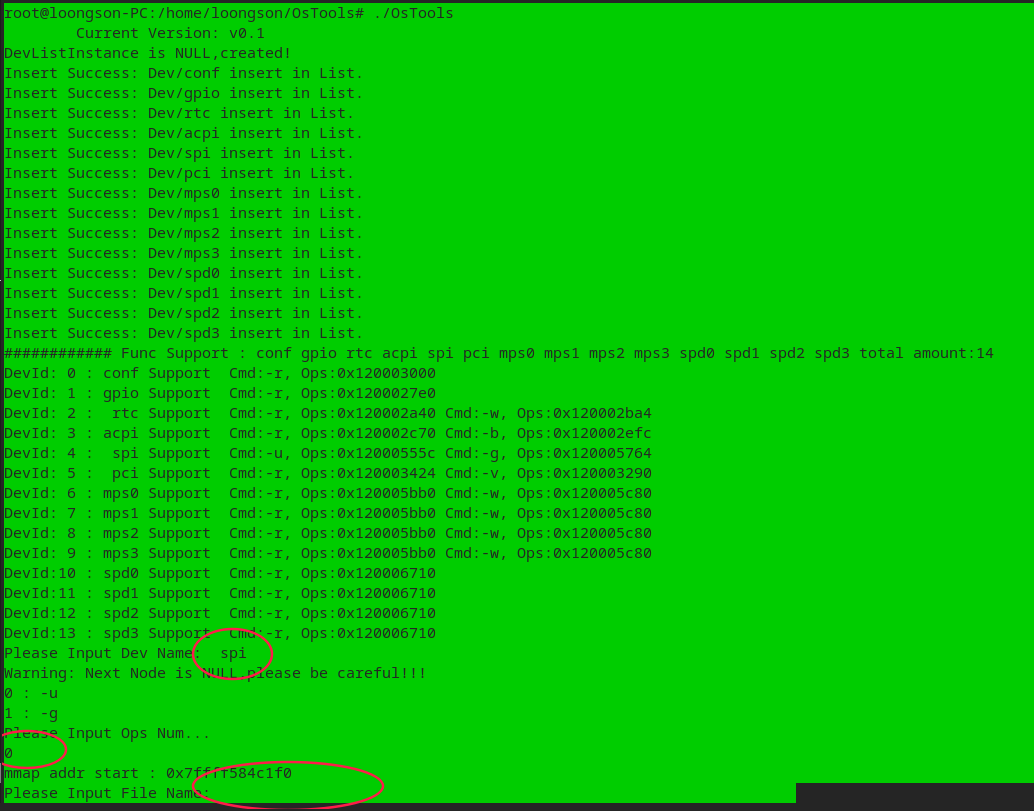 root@loongson-PC:/home/loongson/OsTools# ./OsTools
Current Version: v0.1
DevListInstance is NULL,created!
Insert Success: Dev/conf insert in List.
Insert Success: Dev/gpio insert in List.
Insert Success: Dev/rtc insert in List.
Insert Success: Dev/acpi insert in List.
Insert Success: Dev/spi insert in List.
Insert Success: Dev/pci insert in List.
Insert Success: Dev/mps0 insert in List.
Insert Success: Dev/mps1 insert in List.
Insert Success: Dev/mps2 insert in List.
Insert Success: Dev/mps3 insert in List.
Insert Success: Dev/spd0 insert in List.
Insert Success: Dev/spd1 insert in List.
Insert Success: Dev/spd2 insert in List.
Insert Success: Dev/spd3 insert in List.
############ Func Support : conf gpio rtc acpi spi pci mps0 mps1 mps2 mps3 spd0 spd1 spd2 spd3 total amount:14
DevId: 0 : conf Support  Cmd:-r, Ops:0x120003000
DevId: 1 : gpio Support  Cmd:-r, Ops:0x1200027e0
DevId: 2 :  rtc Support  Cmd:-r, Ops:0x120002a40 Cmd:-w, Ops:0x120002ba4
DevId: 3 : acpi Support  Cmd:-r, Ops:0x120002c70 Cmd:-b, Ops:0x120002efc
DevId: 4 :  spi Support  Cmd:-u, Ops:0x12000555c Cmd:-g, Ops:0x120005764
DevId: 5 :  pci Support  Cmd:-r, Ops:0x120003424 Cmd:-v, Ops:0x120003290
DevId: 6 : mps0 Support  Cmd:-r, Ops:0x120005bb0 Cmd:-w, Ops:0x120005c80
DevId: 7 : mps1 Support  Cmd:-r, Ops:0x120005bb0 Cmd:-w, Ops:0x120005c80
DevId: 8 : mps2 Support  Cmd:-r, Ops:0x120005bb0 Cmd:-w, Ops:0x120005c80
DevId: 9 : mps3 Support  Cmd:-r, Ops:0x120005bb0 Cmd:-w, Ops:0x120005c80
DevId:10 : spd0 Support  Cmd:-r, Ops:0x120006710
DevId:11 : spd1 Support  Cmd:-r, Ops:0x120006710
DevId:12 : spd2 Support  Cmd:-r, Ops:0x120006710
DevId:13 : spd3 Support  Cmd:-r, Ops:0x120006710
Please Input Dev Name:  spi
Warning: Next Node is NULL,please be careful!!!
0 : -u
1 : -g
Please Input Ops Num...
0
mmap addr start : 0x7ffff584c1f0
Please Input File Name: